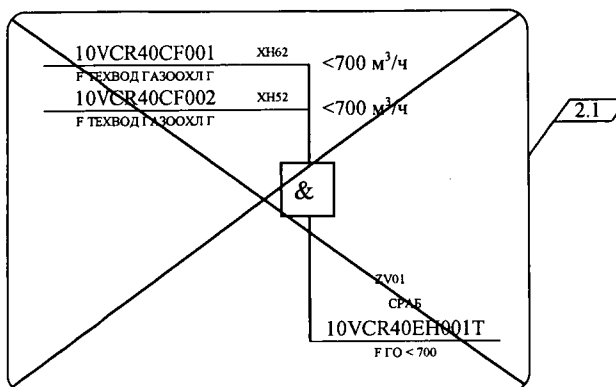 10VCR40CF001 XH62 <700 м³/ч
F ТЕХВОД ГАЗООХЛ Г
10VCR40CF002 XH52 <700 м³/ч
F ТЕХВОД ГАЗООХЛ Г
2.1
&
ZV01
СРАБ
10VCR40EH001T
F ГО < 700